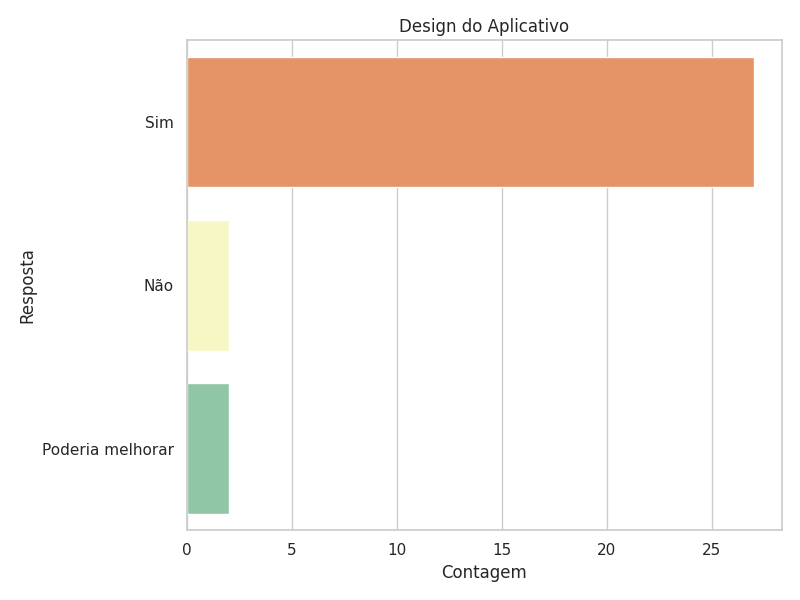 Design do Aplicativo
Resposta
Sim
Não
Poderia melhorar
0 5 10 15 20 25
Contagem